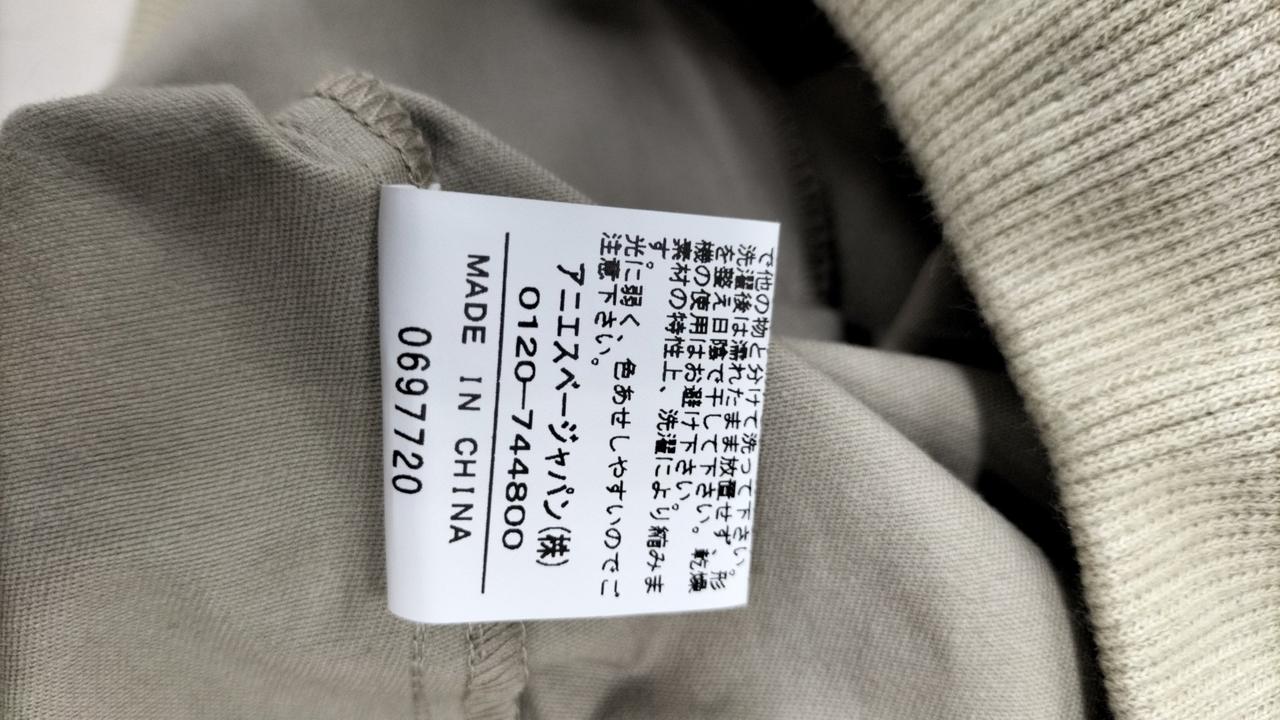 で他の物と分けて洗って下さい。
洗濯後は濡れたまま放置せず、形
を整え日陰で干して下さい。乾燥
機の使用はお避け下さい。
素材の特性上、洗濯により縮みま
す。
光に弱く、色あせしやすいのでご
注意下さい。
アニエスベージャパン(株)
0120-744800
MADE IN CHINA
0697720